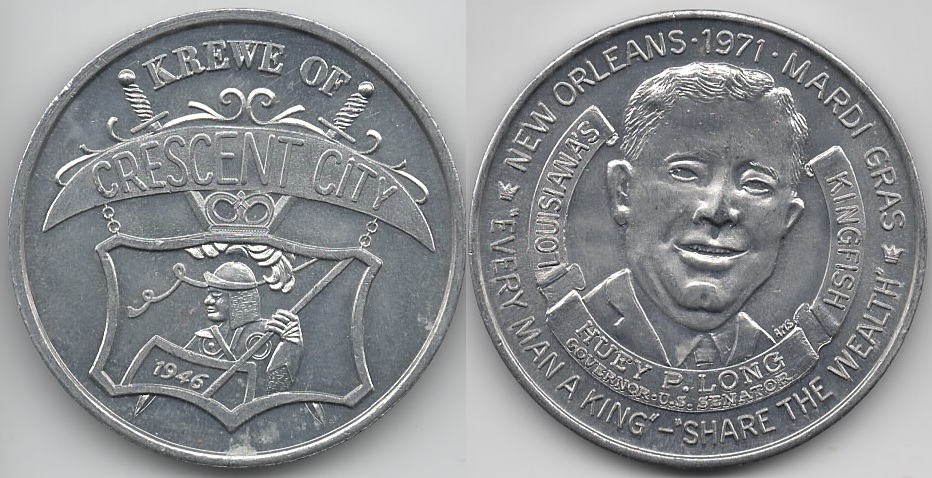 KREWE OF
CRESCENT CiTY
1946
NEW ORLEANS · 1971 · MARDI GRAS
LOUISIANA'S
KINGFISH
HMS
HUEY P. LONG
GOVERNOR-U.S. SENATOR
"EVERY MAN A KING"–"SHARE THE WEALTH"